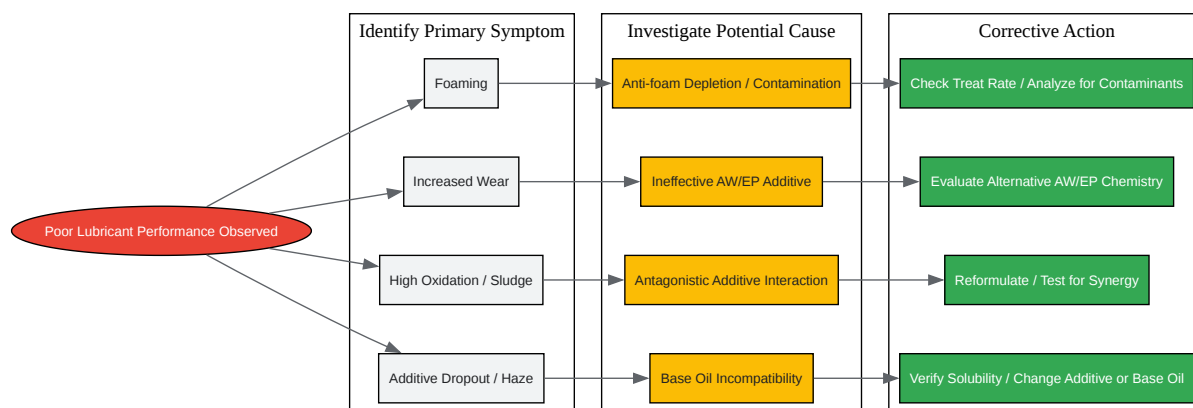 Identify Primary Symptom
Investigate Potential Cause
Corrective Action
Foaming
Anti-foam Depletion / Contamination
Check Treat Rate / Analyze for Contaminants
Increased Wear
Ineffective AW/EP Additive
Evaluate Alternative AW/EP Chemistry
Poor Lubricant Performance Observed
High Oxidation / Sludge
Antagonistic Additive Interaction
Reformulate / Test for Synergy
Additive Dropout / Haze
Base Oil Incompatibility
Verify Solubility / Change Additive or Base Oil